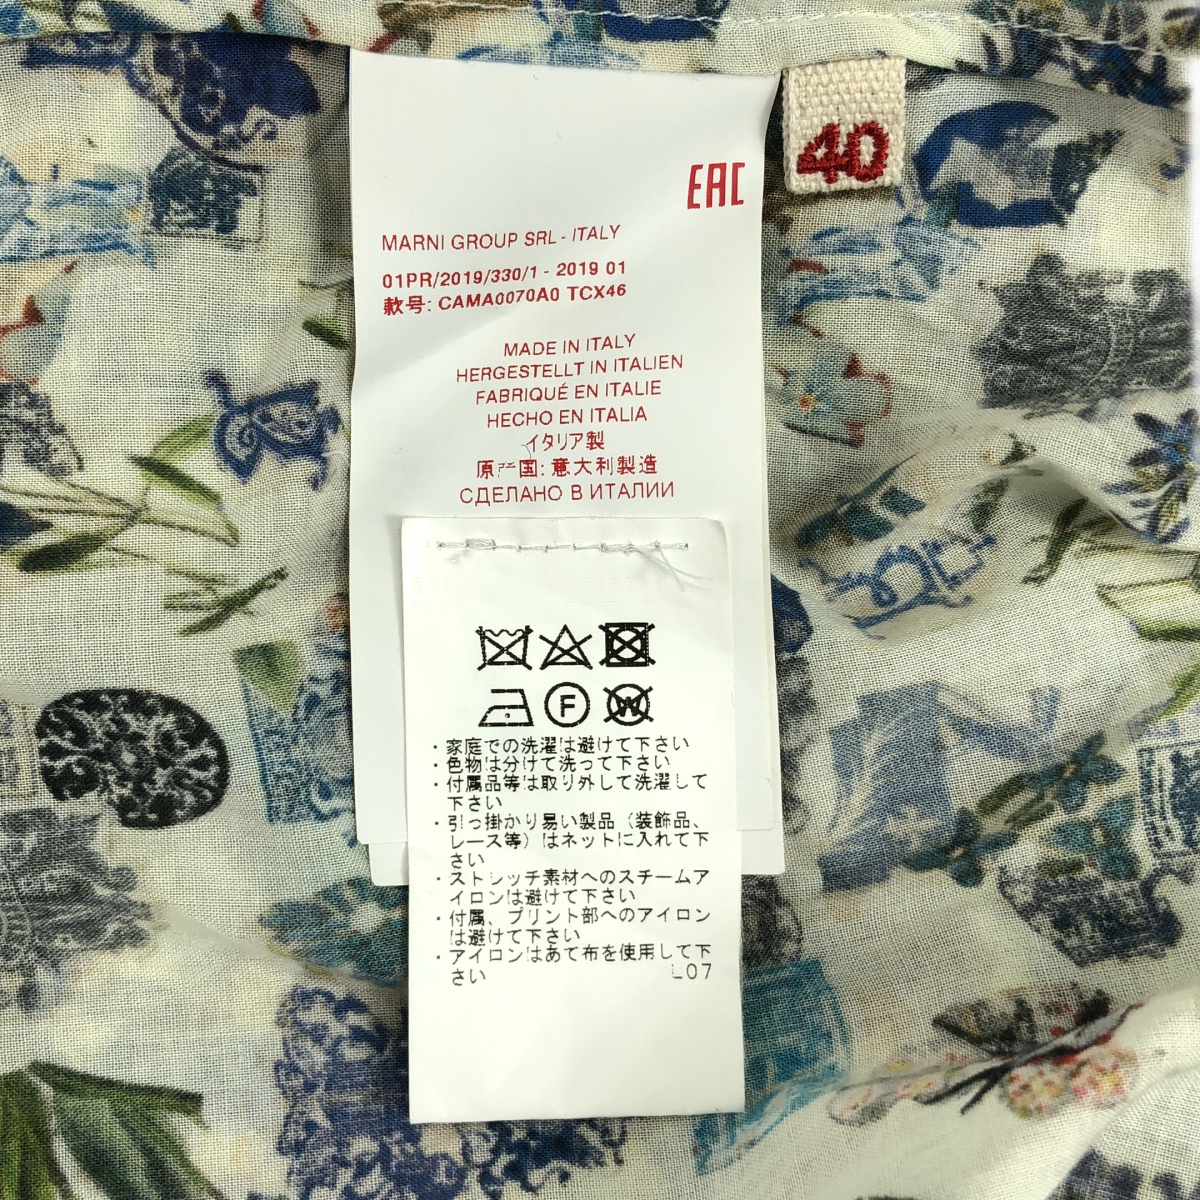 40
EAC
MARNI GROUP SRL - ITALY
01PR/2019/330/1 - 2019 01
款号: CAMA0070A0 TCX46
MADE IN ITALY
HERGESTELLT IN ITALIEN
FABRIQUÉ EN ITALIE
HECHO EN ITALIA
イタリア製
原产国: 意大利製造
СДЕЛАНО В ИТАЛИИ
F
W
・家庭での洗濯は避けて下さい
・色物は分けて洗って下さい
・付属品等は取り外して洗濯して
下さい
・引っ掛かり易い製品（装飾品、
レース等）はネットに入れて下
さい
・ストレッチ素材へのスチームア
イロンは避けて下さい
・付属、プリント部へのアイロン
は避けて下さい
・アイロンはあて布を使用して下
さい L07